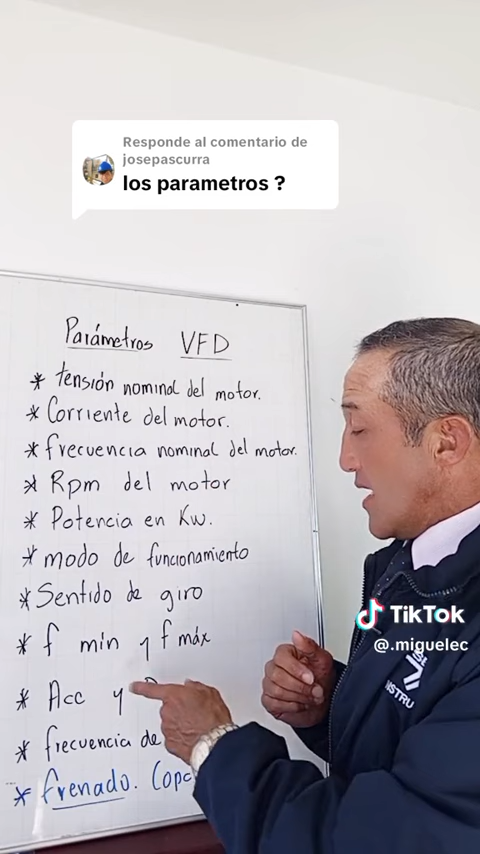 Responde al comentario de
josepascurra
los parametros ?
Parámetros VFD
* tensión nominal del motor.
* Corriente del motor.
* frecuencia nominal del motor.
* Rpm del motor
* Potencia en Kw.
* modo de funcionamiento
* Sentido de giro
* f min y f máx
* Acc y
* frecuencia de
* frenado. (opc
TikTok
@.miguelec